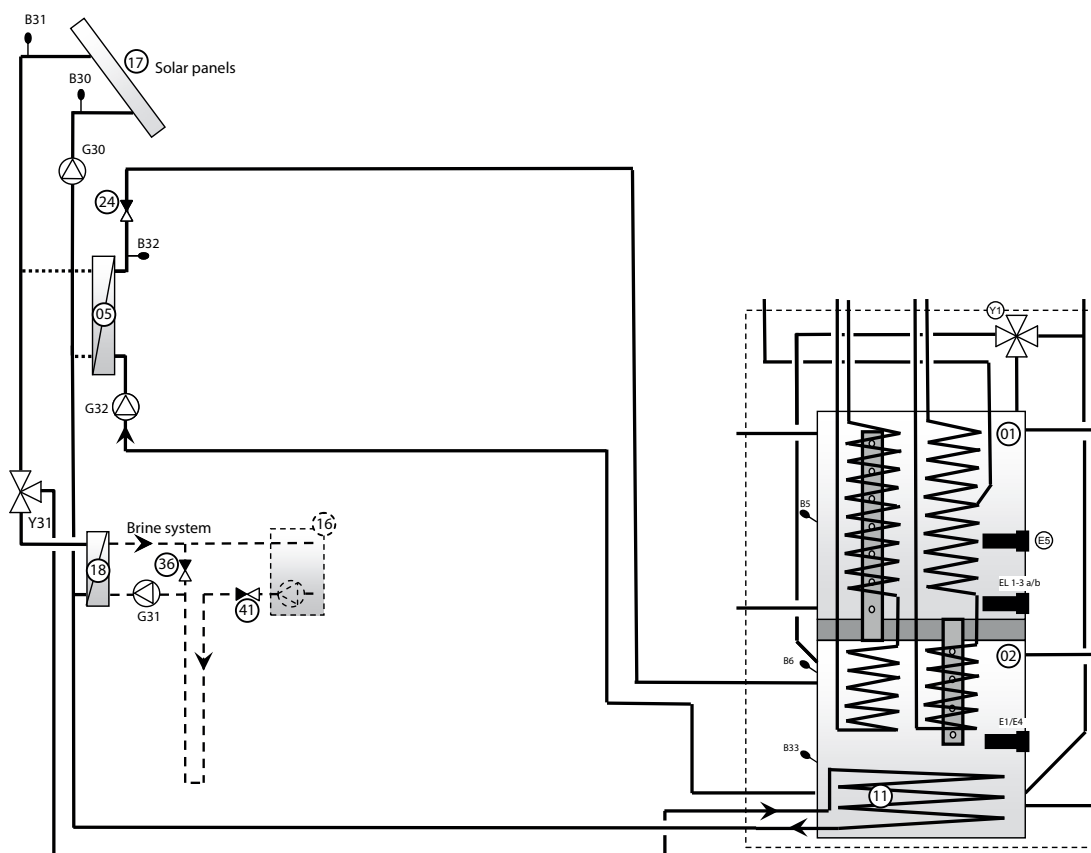 B31
17
Solar panels
B30
G30
24
B32
05
Y1
G32
01
B5
E5
Y31
Brine system
16
36
18
EL 1-3 a/b
41
G31
02
B6
E1/E4
B33
11